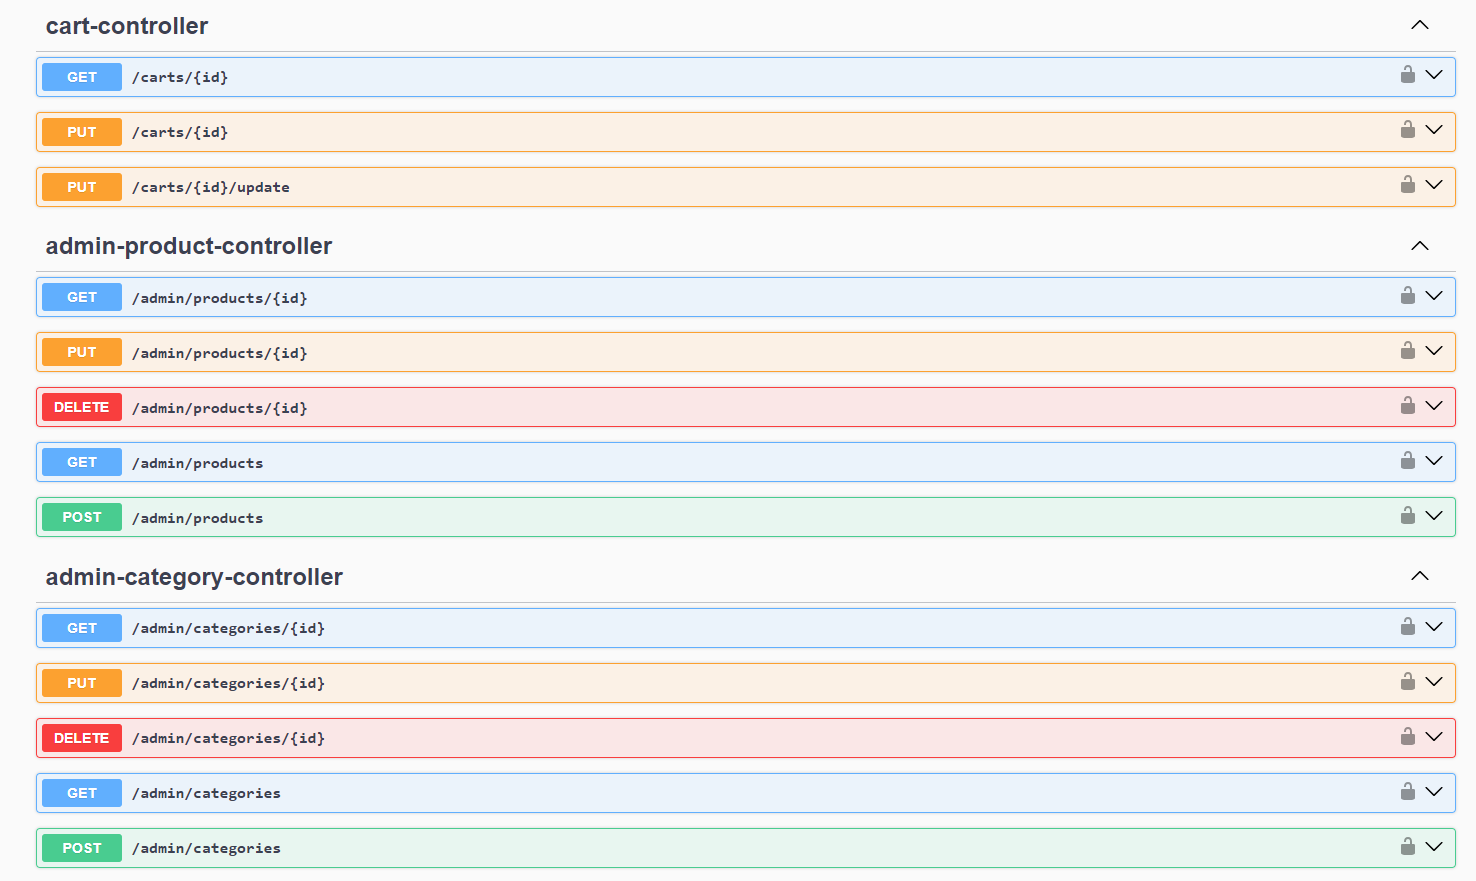 cart-controller
GET /carts/{id}
PUT /carts/{id}
PUT /carts/{id}/update
admin-product-controller
GET /admin/products/{id}
PUT /admin/products/{id}
DELETE /admin/products/{id}
GET /admin/products
POST /admin/products
admin-category-controller
GET /admin/categories/{id}
PUT /admin/categories/{id}
DELETE /admin/categories/{id}
GET /admin/categories
POST /admin/categories